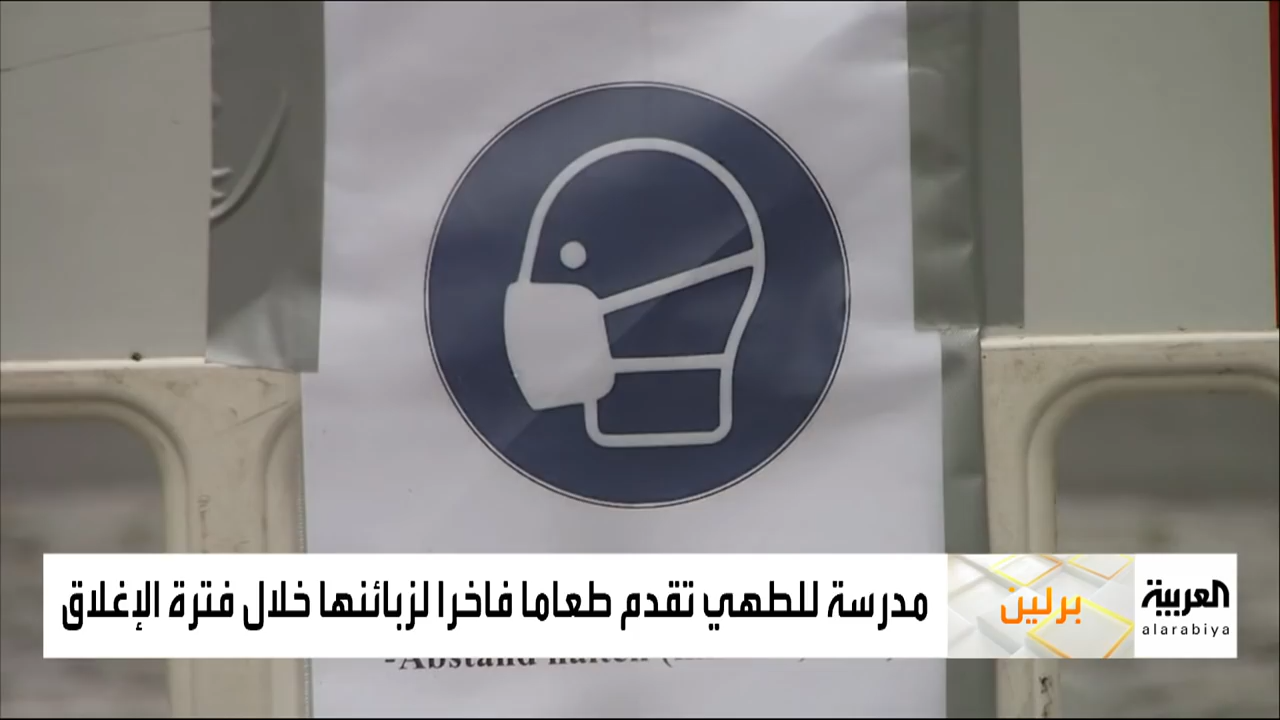 مدرسة للطهي تقدم طعاما فاخرا لزبائنها خلال فترة الإغلاق
برلين
العربية
alarabiya
-Abstand halten